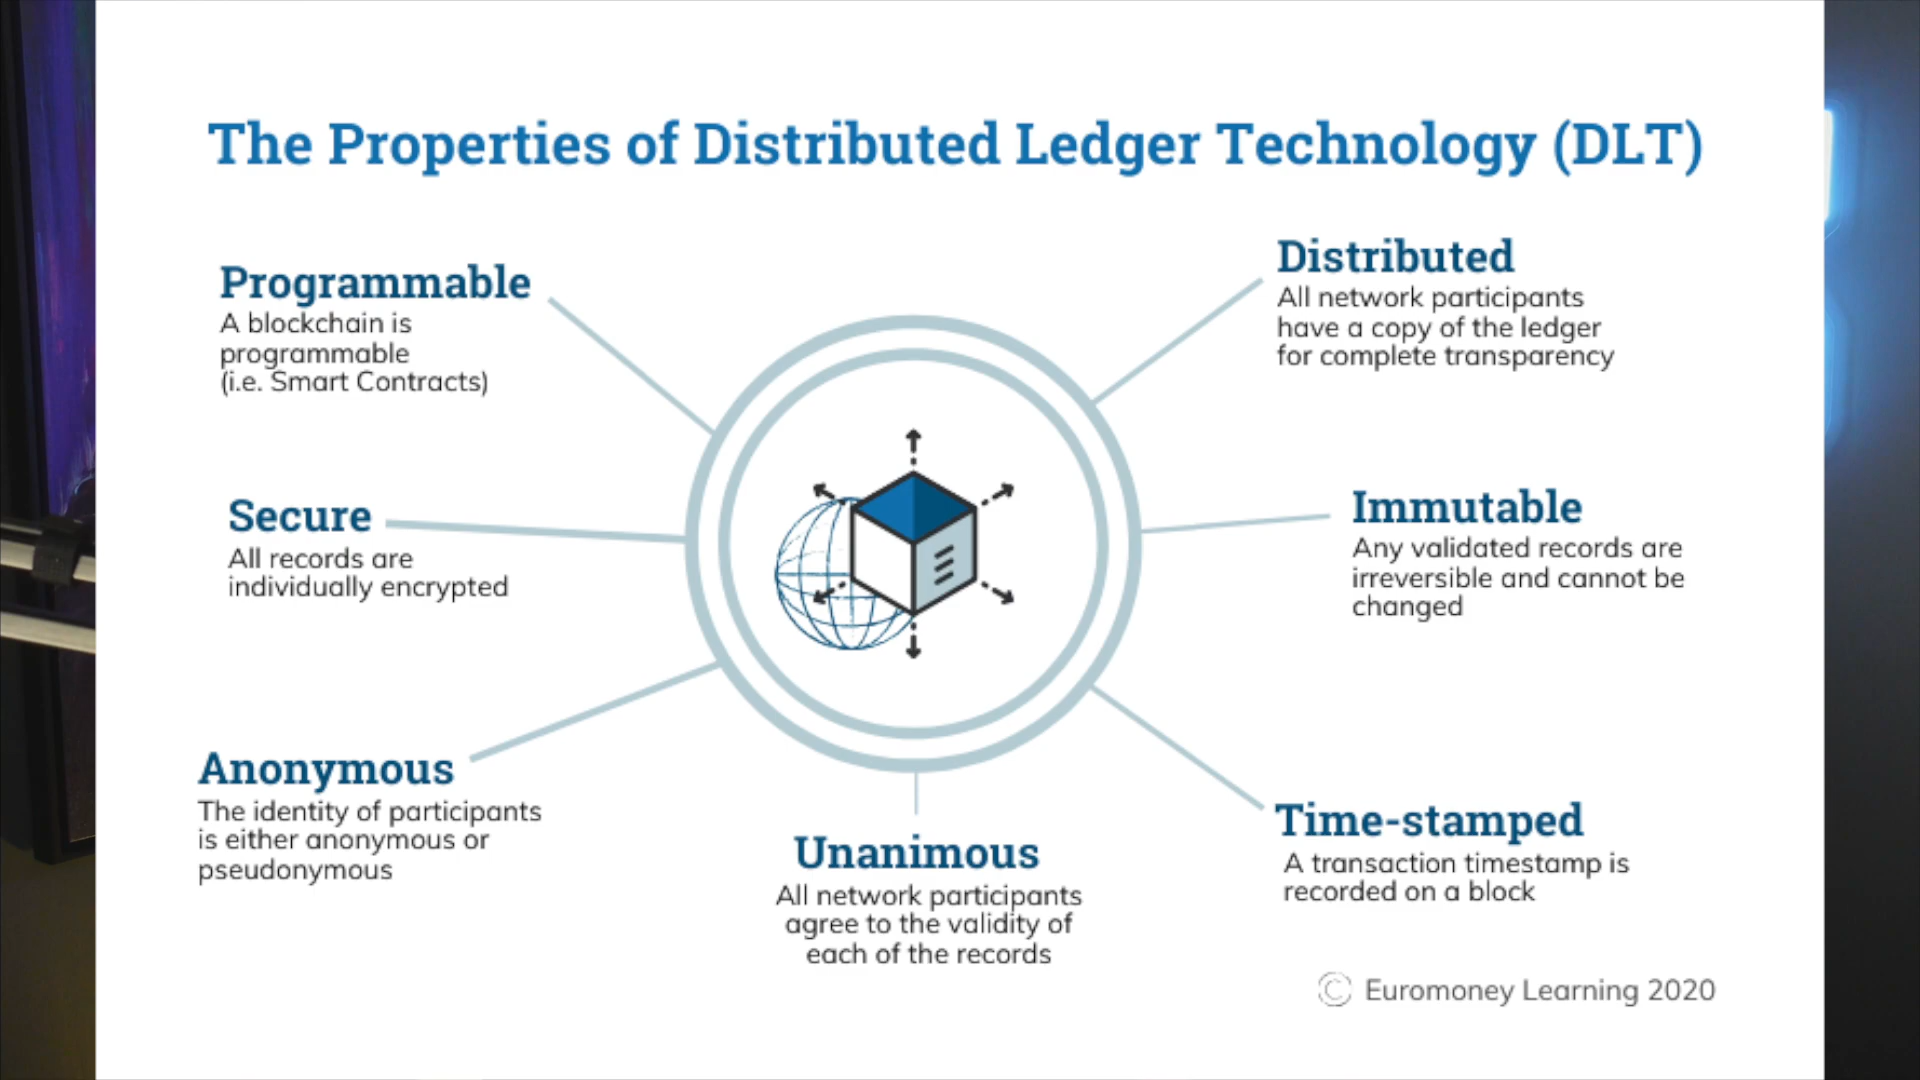 The Properties of Distributed Ledger Technology (DLT)
Programmable
A blockchain is
programmable
(i.e. Smart Contracts)
Secure
All records are
individually encrypted
Anonymous
The identity of participants
is either anonymous or
pseudonymous
Unanimous
All network participants
agree to the validity of
each of the records
Distributed
All network participants
have a copy of the ledger
for complete transparency
Immutable
Any validated records are
irreversible and cannot be
changed
Time-stamped
A transaction timestamp is
recorded on a block
© Euromoney Learning 2020